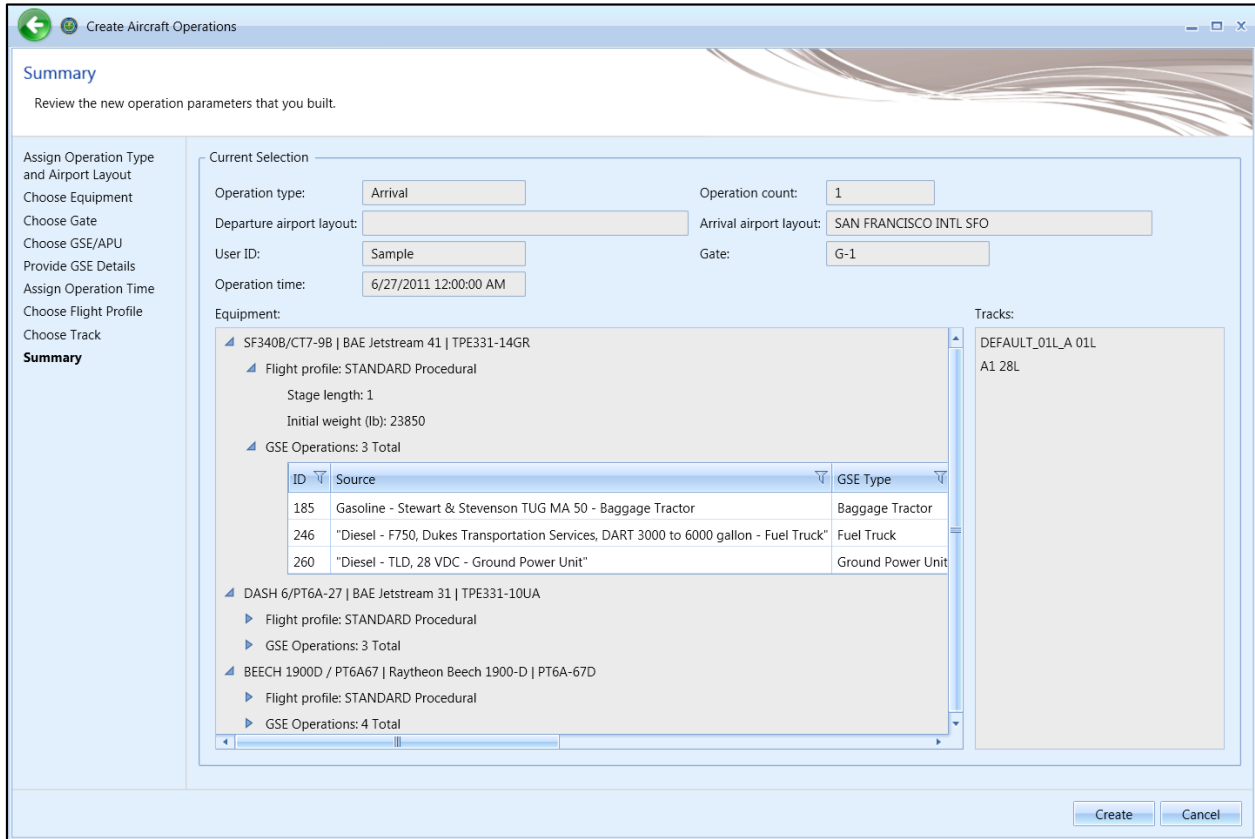 Create Aircraft Operations
Summary
Review the new operation parameters that you built.
Assign Operation Type
and Airport Layout
Choose Equipment
Choose Gate
Choose GSE/APU
Provide GSE Details
Assign Operation Time
Choose Flight Profile
Choose Track
Summary
Current Selection
Operation type: Arrival Operation count: 1
Departure airport layout: Arrival airport layout: SAN FRANCISCO INTL SFO
User ID: Sample Gate: G-1
Operation time: 6/27/2011 12:00:00 AM
Equipment:
SF340B/CT7-9B | BAE Jetstream 41 | TPE331-14GR
Flight profile: STANDARD Procedural
Stage length: 1
Initial weight (lb): 23850
GSE Operations: 3 Total
ID Source GSE Type
185 Gasoline - Stewart & Stevenson TUG MA 50 - Baggage Tractor Baggage Tractor
246 "Diesel - F750, Dukes Transportation Services, DART 3000 to 6000 gallon - Fuel Truck" Fuel Truck
260 "Diesel - TLD, 28 VDC - Ground Power Unit" Ground Power Unit
DASH 6/PT6A-27 | BAE Jetstream 31 | TPE331-10UA
Flight profile: STANDARD Procedural
GSE Operations: 3 Total
BEECH 1900D / PT6A67 | Raytheon Beech 1900-D | PT6A-67D
Flight profile: STANDARD Procedural
GSE Operations: 4 Total
Tracks:
DEFAULT_01L_A 01L
A1 28L
Create Cancel